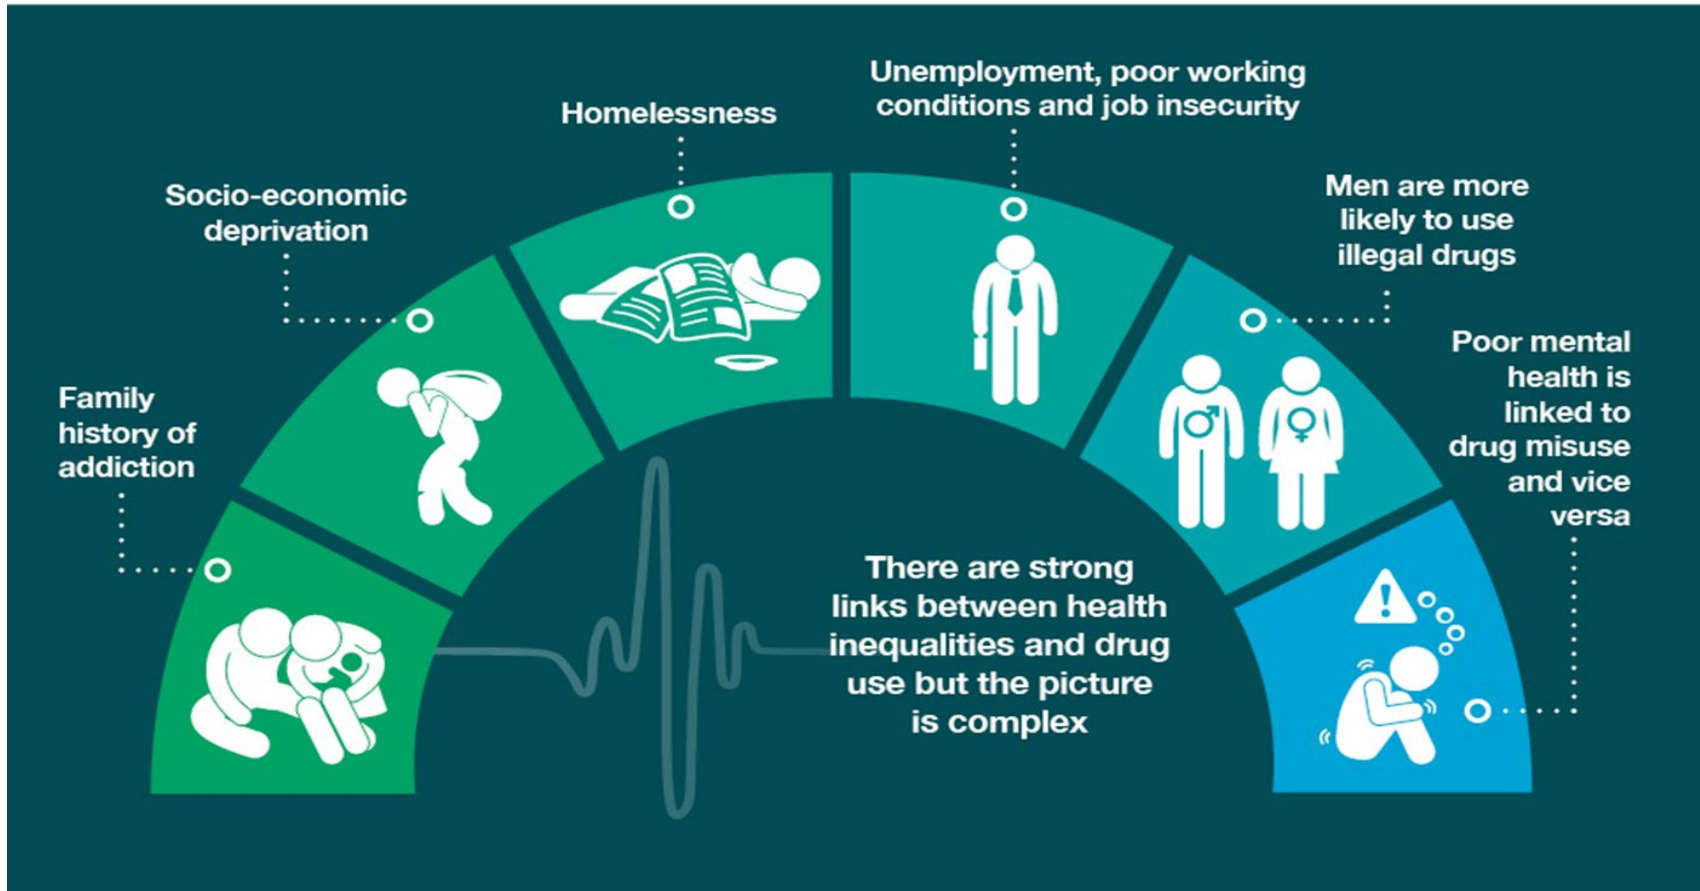 Family
history of
addiction
Socio-economic
deprivation
Homelessness
Unemployment, poor working
conditions and job insecurity
Men are more
likely to use
illegal drugs
Poor mental
health is
linked to
drug misuse
and vice
versa
There are strong
links between health
inequalities and drug
use but the picture
is complex